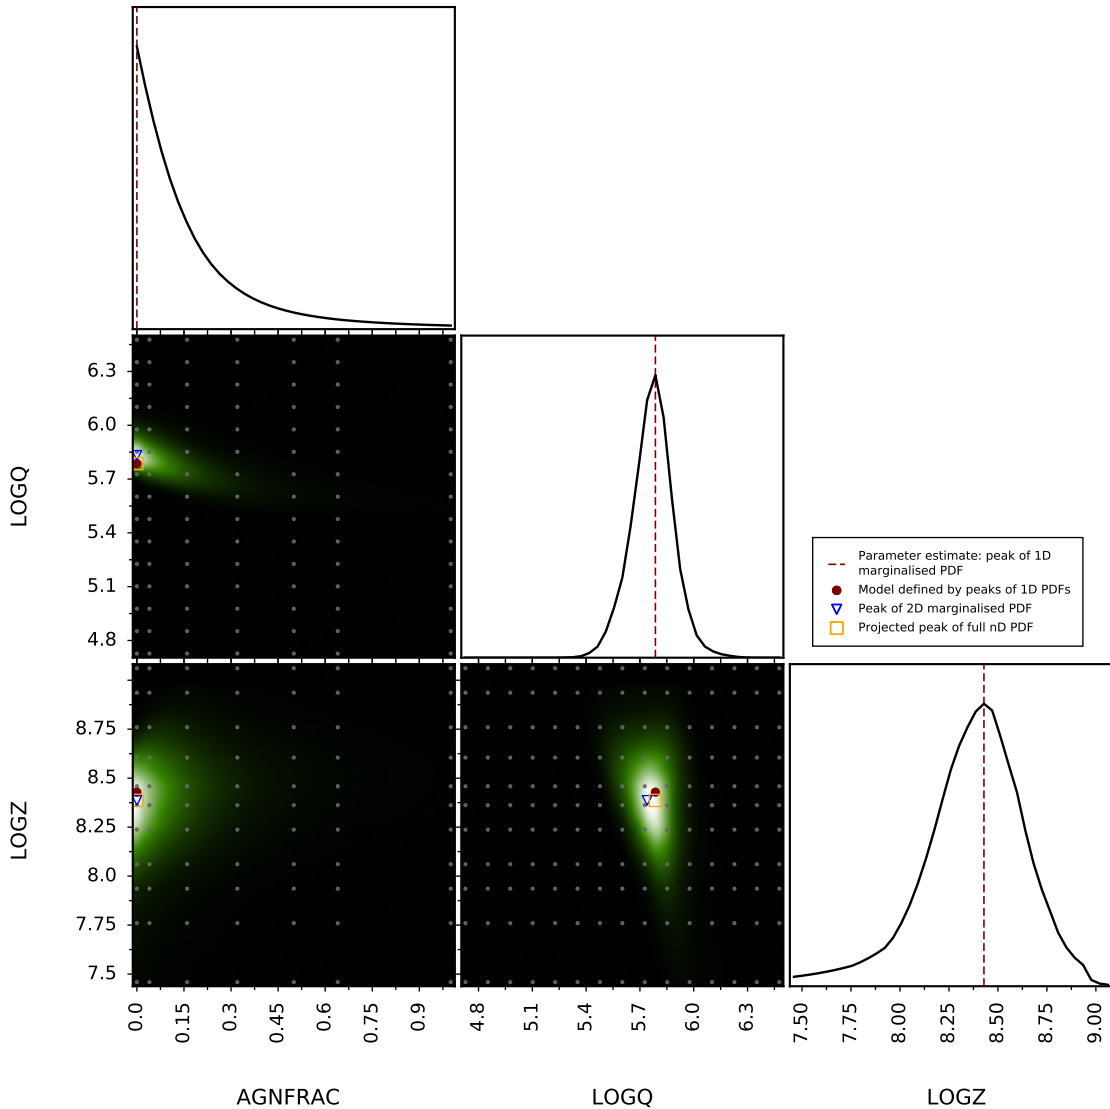 6.3
6.0
5.7
5.4
5.1
4.8
LOGQ
Parameter estimate: peak of 1D
marginalised PDF
Model defined by peaks of 1D PDFs
Peak of 2D marginalised PDF
Projected peak of full nD PDF
8.75
8.5
8.25
8.0
7.75
7.5
LOGZ
0.0 0.15 0.3 0.45 0.6 0.75 0.9
4.8 5.1 5.4 5.7 6.0 6.3
7.50 7.75 8.00 8.25 8.50 8.75 9.00
AGNFRAC
LOGQ
LOGZ